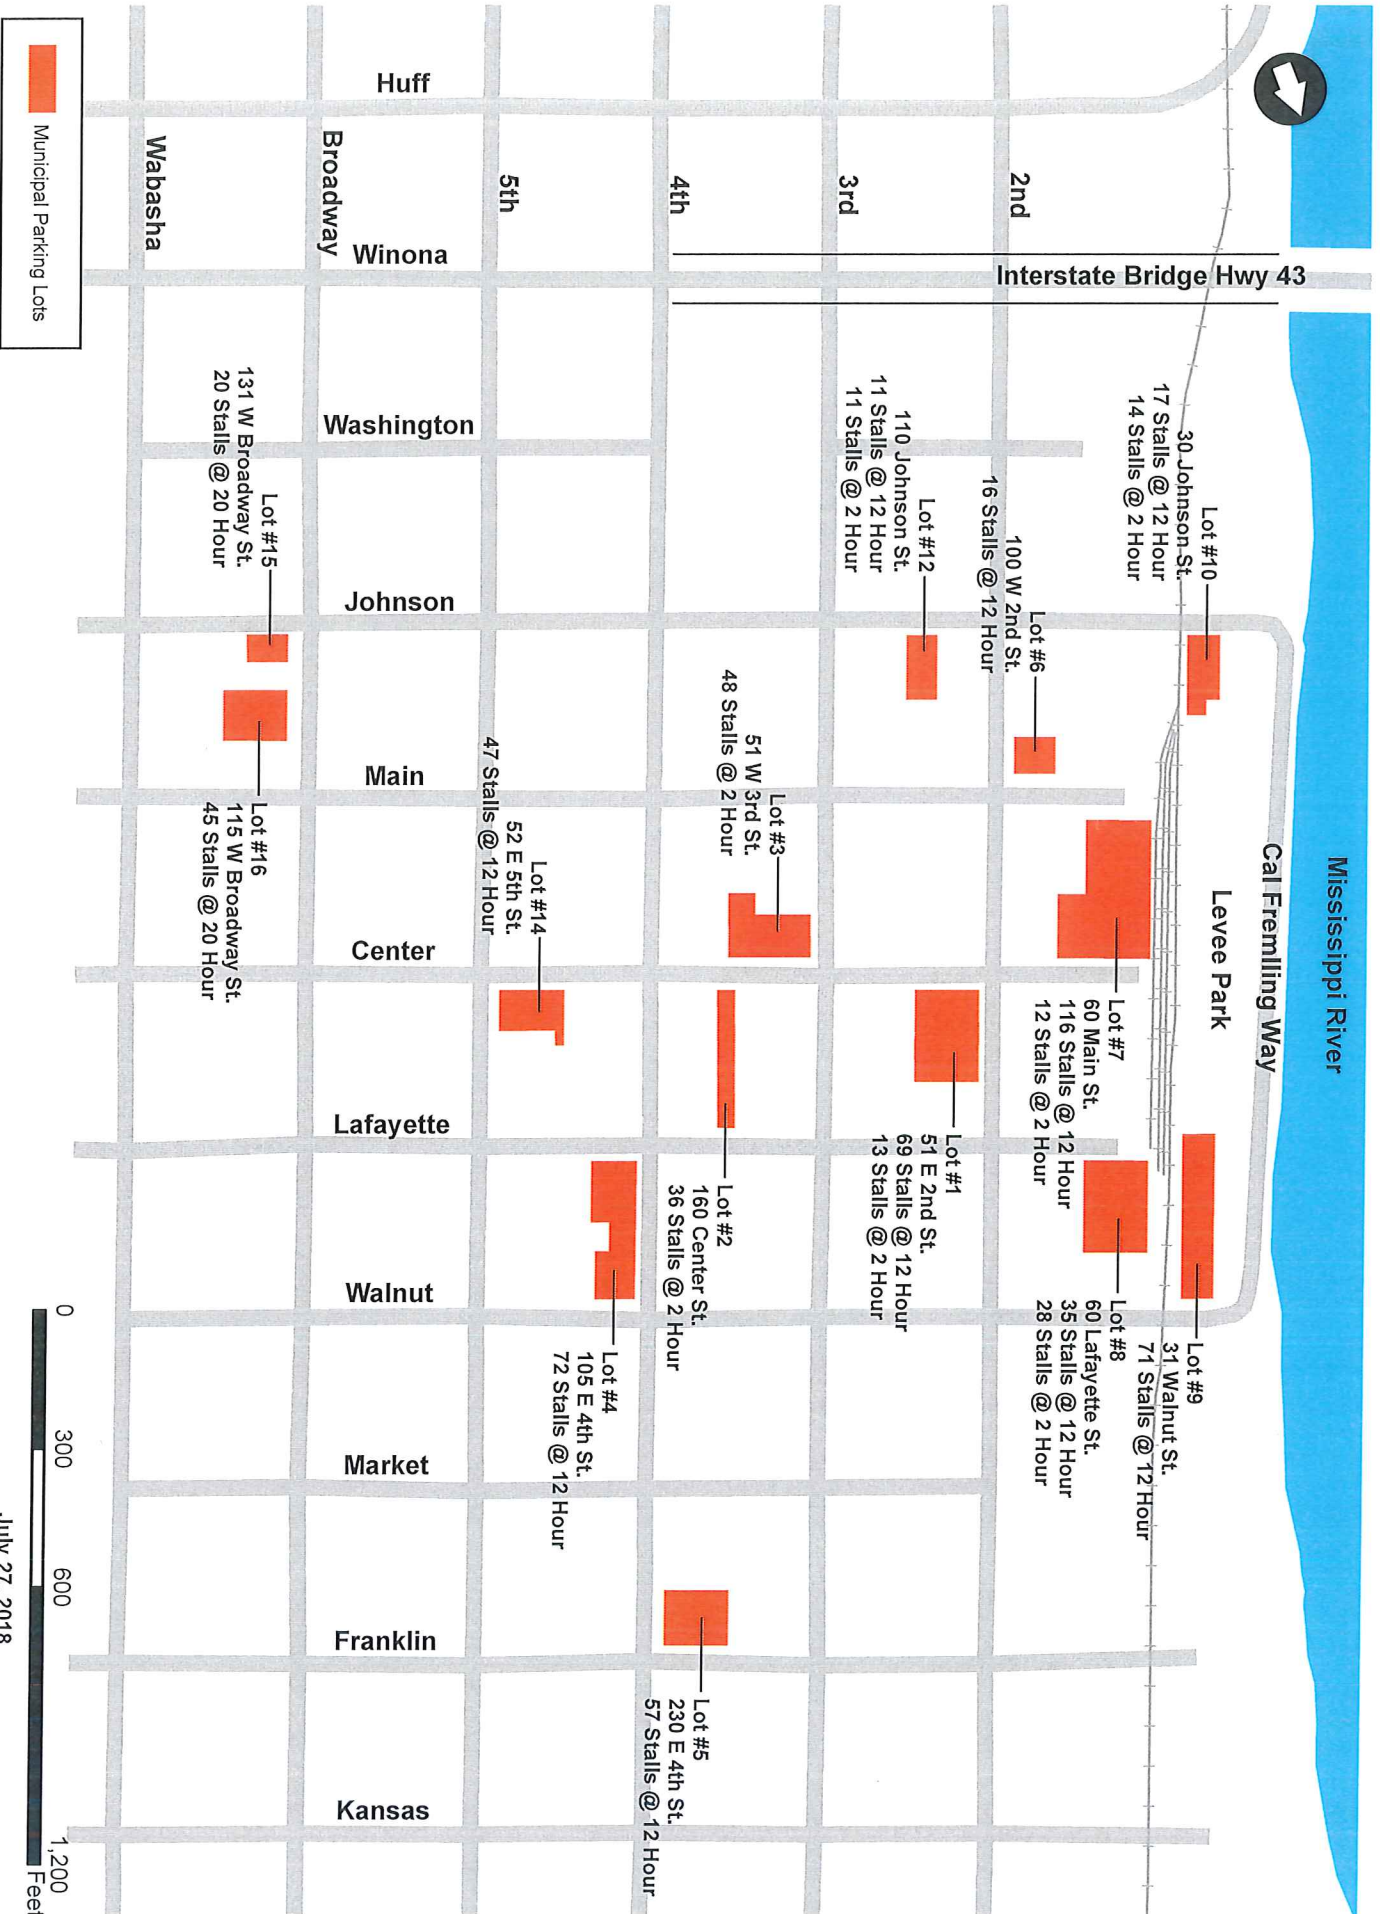 Mississippi River
Cal Fremlling Way
Levee Park
Interstate Bridge Hwy 43
Huff
Winona
Washington
Johnson
Main
Center
Lafayette
Walnut
Market
Franklin
Kansas
2nd
3rd
4th
5th
Broadway
Wabasha
Lot #10
30 Johnson St.
17 Stalls @ 12 Hour
14 Stalls @ 2 Hour
Lot #6
100 W 2nd St.
16 Stalls @ 12 Hour
Lot #12
110 Johnson St.
11 Stalls @ 12 Hour
11 Stalls @ 2 Hour
Lot #15
131 W Broadway St.
20 Stalls @ 20 Hour
Lot #16
115 W Broadway St.
45 Stalls @ 20 Hour
Lot #3
51 W 3rd St.
48 Stalls @ 2 Hour
Lot #14
52 E 5th St.
47 Stalls @ 12 Hour
Lot #7
60 Main St.
116 Stalls @ 12 Hour
12 Stalls @ 2 Hour
Lot #1
51 E 2nd St.
69 Stalls @ 12 Hour
13 Stalls @ 2 Hour
Lot #2
160 Center St.
36 Stalls @ 2 Hour
Lot #9
31 Walnut St.
71 Stalls @ 12 Hour
Lot #8
60 Lafayette St.
35 Stalls @ 12 Hour
28 Stalls @ 2 Hour
Lot #4
105 E 4th St.
72 Stalls @ 12 Hour
Lot #5
230 E 4th St.
57 Stalls @ 12 Hour
Municipal Parking Lots
0 300 600 1,200
Feet
July 27, 2018